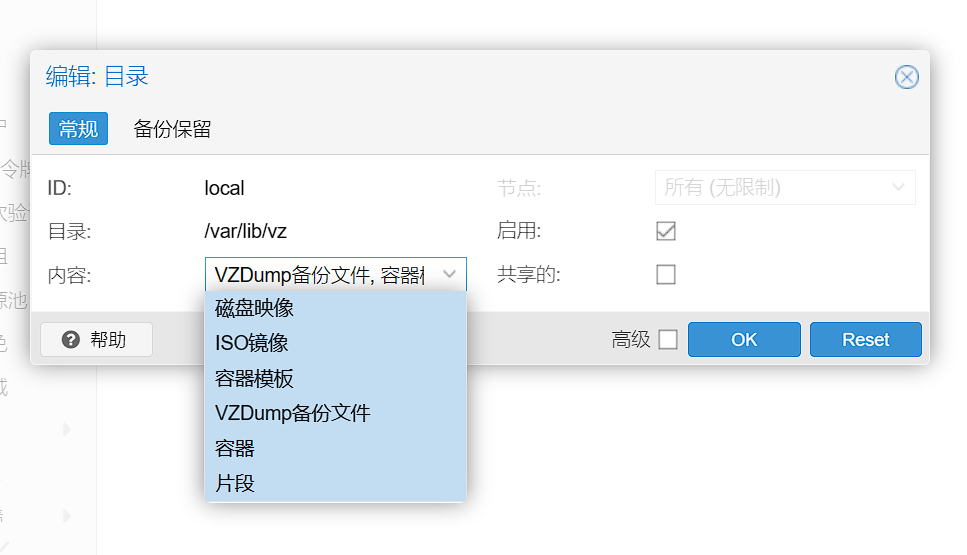 编辑: 目录
常规 备份保留
ID: local 节点: 所有 (无限制)
目录: /var/lib/vz 启用:
内容: VZDump备份文件, 容器 共享的:
磁盘映像
ISO镜像
容器模板
VZDump备份文件
容器
片段
帮助 高级 OK Reset
令牌
池